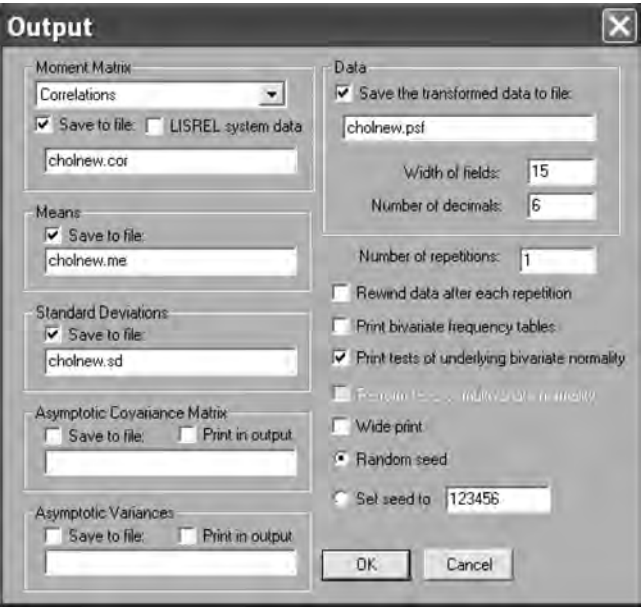 Output
Moment Matrix
Correlations
Save to file: LISREL system data
cholnew.cor
Means
Save to file:
cholnew.me
Standard Deviations
Save to file:
cholnew.sd
Asymptotic Covariance Matrix
Save to file: Print in output
Asymptotic Variances
Save to file: Print in output
Data
Save the transformed data to file:
cholnew.psf
Width of fields: 15
Number of decimals: 6
Number of repetitions: 1
Rewind data after each repetition
Print bivariate frequency tables
Print tests of underlying bivariate normality
Wide print
Random seed
Set seed to 123456
OK Cancel